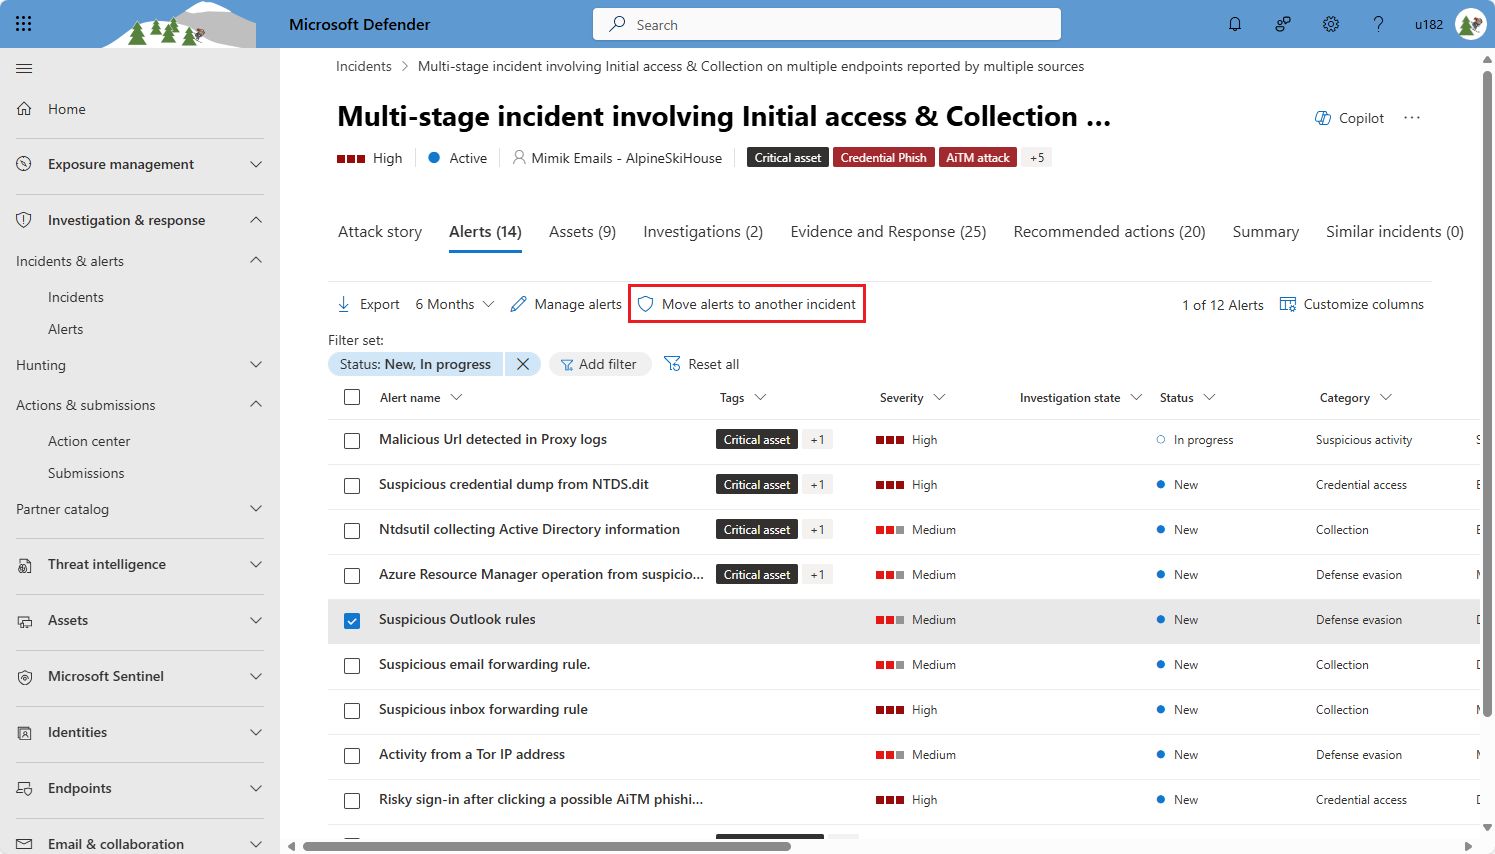 Microsoft Defender
Search
u182
Home
Exposure management
Investigation & response
Incidents & alerts
Incidents
Alerts
Hunting
Actions & submissions
Action center
Submissions
Partner catalog
Threat intelligence
Assets
Microsoft Sentinel
Identities
Endpoints
Email & collaboration
Incidents > Multi-stage incident involving Initial access & Collection on multiple endpoints reported by multiple sources
Multi-stage incident involving Initial access & Collection ...
Copilot ...
High Active Mimik Emails - AlpineSkiHouse Critical asset Credential Phish AiTM attack +5
Attack story Alerts (14) Assets (9) Investigations (2) Evidence and Response (25) Recommended actions (20) Summary Similar incidents (0)
Export 6 Months Manage alerts Move alerts to another incident 1 of 12 Alerts Customize columns
Filter set:
Status: New, In progress Add filter Reset all
Alert name Tags Severity Investigation state Status Category
Malicious Url detected in Proxy logs Critical asset +1 High In progress Suspicious activity
Suspicious credential dump from NTDS.dit Critical asset +1 High New Credential access
Ntdsutil collecting Active Directory information Critical asset +1 Medium New Collection
Azure Resource Manager operation from suspicio... Critical asset +1 Medium New Defense evasion
Suspicious Outlook rules Medium New Defense evasion
Suspicious email forwarding rule. Medium New Collection
Suspicious inbox forwarding rule High New Collection
Activity from a Tor IP address Medium New Defense evasion
Risky sign-in after clicking a possible AiTM phishi... High New Credential access